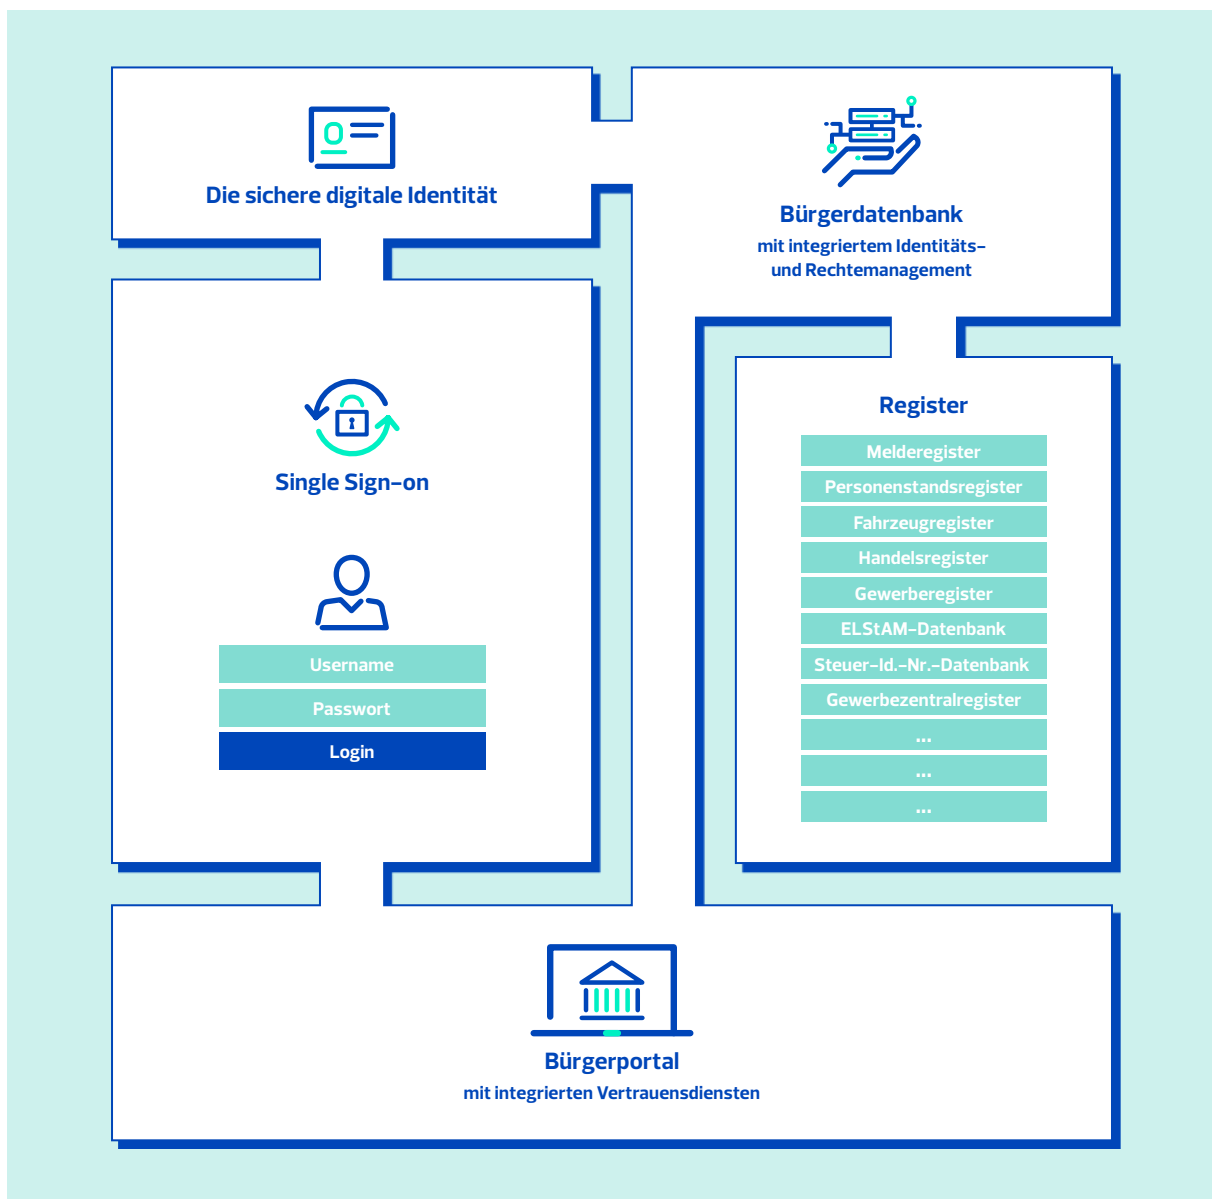 Die sichere digitale Identität
Bürgerdatenbank
mit integriertem Identitäts-
und Rechtemanagement
Single Sign-on
Username
Passwort
Login
Register
Melderegister
Personenstandsregister
Fahrzeugregister
Handelsregister
Gewerberegister
ELStAM-Datenbank
Steuer-Id.-Nr.-Datenbank
Gewerbezentralregister
...
...
...
Bürgerportal
mit integrierten Vertrauensdiensten